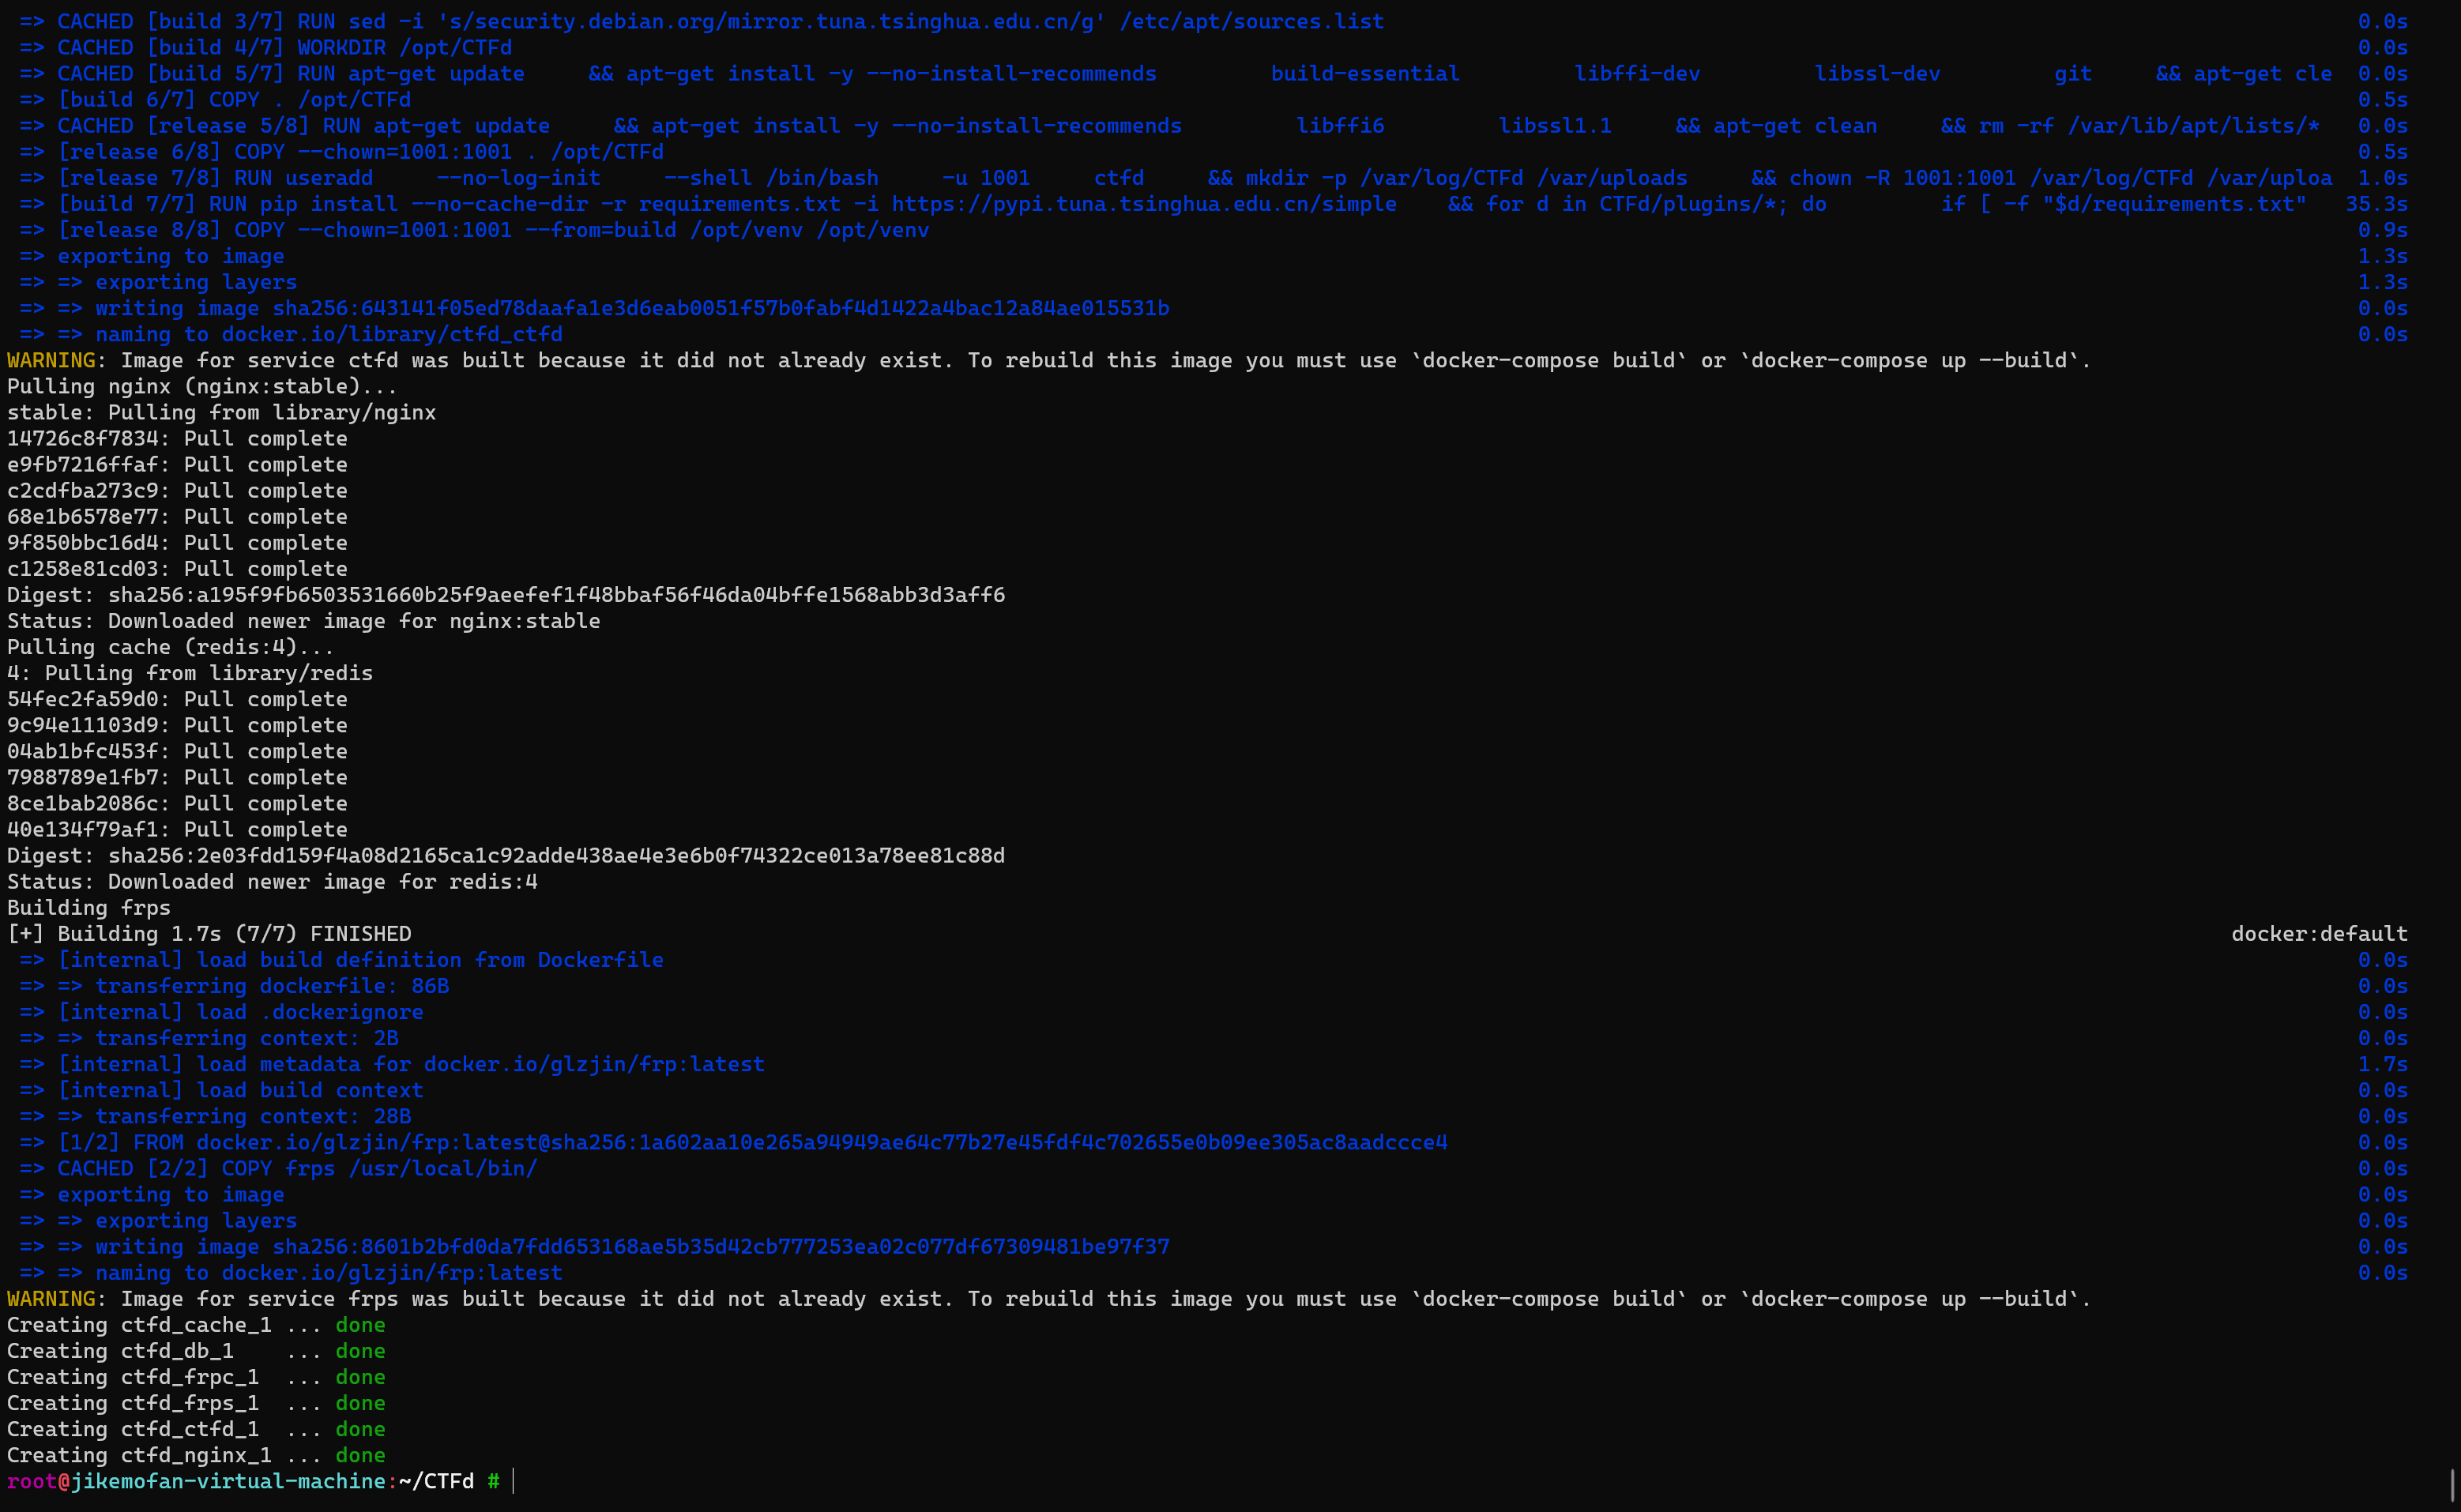 => CACHED [build 3/7] RUN sed -i 's/security.debian.org/mirror.tuna.tsinghua.edu.cn/g' /etc/apt/sources.list 0.0s
=> CACHED [build 4/7] WORKDIR /opt/CTFd 0.0s
=> CACHED [build 5/7] RUN apt-get update     && apt-get install -y --no-install-recommends         build-essential         libffi-dev         libssl-dev         git     && apt-get cle  0.0s
=> [build 6/7] COPY . /opt/CTFd 0.5s
=> CACHED [release 5/8] RUN apt-get update     && apt-get install -y --no-install-recommends         libffi6         libssl1.1     && apt-get clean     && rm -rf /var/lib/apt/lists/*   0.0s
=> [release 6/8] COPY --chown=1001:1001 . /opt/CTFd 0.5s
=> [release 7/8] RUN useradd     --no-log-init     --shell /bin/bash     -u 1001     ctfd     && mkdir -p /var/log/CTFd /var/uploads     && chown -R 1001:1001 /var/log/CTFd /var/uploa  1.0s
=> [build 7/7] RUN pip install --no-cache-dir -r requirements.txt -i https://pypi.tuna.tsinghua.edu.cn/simple    && for d in CTFd/plugins/*; do         if [ -f "$d/requirements.txt"   35.3s
=> [release 8/8] COPY --chown=1001:1001 --from=build /opt/venv /opt/venv 0.9s
=> exporting to image 1.3s
=> => exporting layers 1.3s
=> => writing image sha256:643141f05ed78daafa1e3d6eab0051f57b0fabf4d1422a4bac12a84ae015531b 0.0s
=> => naming to docker.io/library/ctfd_ctfd 0.0s
WARNING: Image for service ctfd was built because it did not already exist. To rebuild this image you must use `docker-compose build` or `docker-compose up --build`.
Pulling nginx (nginx:stable)...
stable: Pulling from library/nginx
14726c8f7834: Pull complete
e9fb7216ffaf: Pull complete
c2cdfba273c9: Pull complete
68e1b6578e77: Pull complete
9f850bbc16d4: Pull complete
c1258e81cd03: Pull complete
Digest: sha256:a195f9fb6503531660b25f9aeefef1f48bbaf56f46da04bffe1568abb3d3aff6
Status: Downloaded newer image for nginx:stable
Pulling cache (redis:4)...
4: Pulling from library/redis
54fec2fa59d0: Pull complete
9c94e11103d9: Pull complete
04ab1bfc453f: Pull complete
7988789e1fb7: Pull complete
8ce1bab2086c: Pull complete
40e134f79af1: Pull complete
Digest: sha256:2e03fdd159f4a08d2165ca1c92adde438ae4e3e6b0f74322ce013a78ee81c88d
Status: Downloaded newer image for redis:4
Building frps
[+] Building 1.7s (7/7) FINISHED docker:default
=> [internal] load build definition from Dockerfile 0.0s
=> => transferring dockerfile: 86B 0.0s
=> [internal] load .dockerignore 0.0s
=> => transferring context: 2B 0.0s
=> [internal] load metadata for docker.io/glzjin/frp:latest 1.7s
=> [internal] load build context 0.0s
=> => transferring context: 28B 0.0s
=> [1/2] FROM docker.io/glzjin/frp:latest@sha256:1a602aa10e265a94949ae64c77b27e45fdf4c702655e0b09ee305ac8aadccce4 0.0s
=> CACHED [2/2] COPY frps /usr/local/bin/ 0.0s
=> exporting to image 0.0s
=> => exporting layers 0.0s
=> => writing image sha256:8601b2bfd0da7fdd653168ae5b35d42cb777253ea02c077df67309481be97f37 0.0s
=> => naming to docker.io/glzjin/frp:latest 0.0s
WARNING: Image for service frps was built because it did not already exist. To rebuild this image you must use `docker-compose build` or `docker-compose up --build`.
Creating ctfd_cache_1 ... done
Creating ctfd_db_1    ... done
Creating ctfd_frpc_1  ... done
Creating ctfd_frps_1  ... done
Creating ctfd_ctfd_1  ... done
Creating ctfd_nginx_1 ... done
root@jikemofan-virtual-machine:~/CTFd #